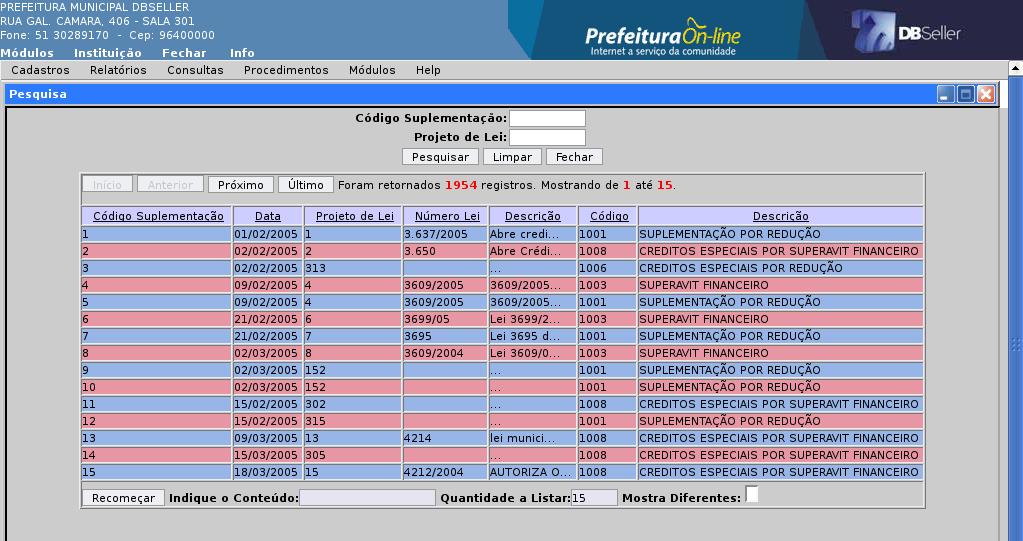 PREFEITURA MUNICIPAL DBSELLER
RUA GAL. CAMARA, 406 - SALA 301
Fone: 51 30289170 - Cep: 96400000
Módulos Instituição Fechar Info
PrefeituraOn-line
Internet a serviço da comunidade
DBSeller
Cadastros Relatórios Consultas Procedimentos Módulos Help
Pesquisa
Código Suplementação:
Projeto de Lei:
Pesquisar Limpar Fechar
Início Anterior Próximo Último Foram retornados 1954 registros. Mostrando de 1 até 15.
Código Suplementação Data Projeto de Lei Número Lei Descrição Código Descrição
1 01/02/2005 1 3.637/2005 Abre credi... 1001 SUPLEMENTAÇÃO POR REDUÇÃO
2 02/02/2005 2 3.650 Abre Crédi... 1008 CREDITOS ESPECIAIS POR SUPERAVIT FINANCEIRO
3 02/02/2005 313 ... 1006 CREDITOS ESPECIAIS POR REDUÇÃO
4 09/02/2005 4 3609/2005 3609/2005... 1003 SUPERAVIT FINANCEIRO
5 09/02/2005 4 3609/2005 3609/2005... 1001 SUPLEMENTAÇÃO POR REDUÇÃO
6 21/02/2005 6 3699/05 Lei 3699/2... 1003 SUPERAVIT FINANCEIRO
7 21/02/2005 7 3695 Lei 3695 d... 1001 SUPLEMENTAÇÃO POR REDUÇÃO
8 02/03/2005 8 3609/2004 Lei 3609/0... 1003 SUPERAVIT FINANCEIRO
9 02/03/2005 152 ... 1001 SUPLEMENTAÇÃO POR REDUÇÃO
10 02/03/2005 152 ... 1001 SUPLEMENTAÇÃO POR REDUÇÃO
11 15/02/2005 302 ... 1008 CREDITOS ESPECIAIS POR SUPERAVIT FINANCEIRO
12 15/02/2005 315 ... 1001 SUPLEMENTAÇÃO POR REDUÇÃO
13 09/03/2005 13 4214 lei munici... 1008 CREDITOS ESPECIAIS POR SUPERAVIT FINANCEIRO
14 15/03/2005 305 ... 1008 CREDITOS ESPECIAIS POR SUPERAVIT FINANCEIRO
15 18/03/2005 15 4212/2004 AUTORIZA O... 1008 CREDITOS ESPECIAIS POR SUPERAVIT FINANCEIRO
Recomeçar Indique o Conteúdo: Quantidade a Listar: 15 Mostra Diferentes: